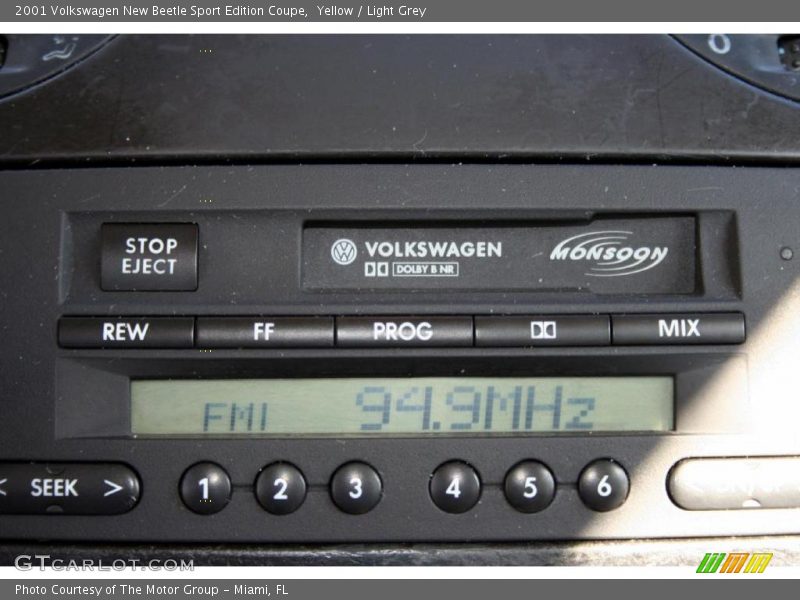 2001 Volkswagen New Beetle Sport Edition Coupe,  Yellow / Light Grey
0
STOP
EJECT
VOLKSWAGEN
DOLBY B NR
MONSOON
REW FF PROG MIX
FM1 94.9MHz
< SEEK > 1 2 3 4 5 6 <
GTCARLOT.COM
Photo Courtesy of The Motor Group - Miami, FL